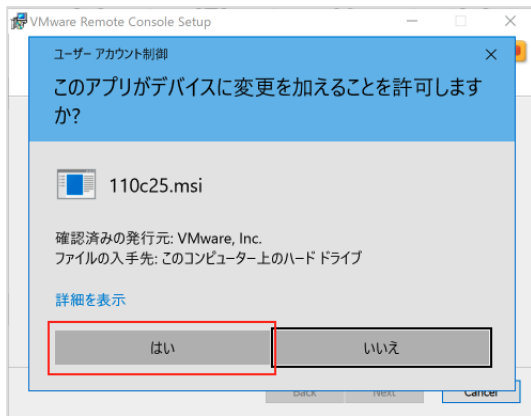 VMware Remote Console Setup
ユーザー アカウント制御
このアプリがデバイスに変更を加えることを許可します
か?
110c25.msi
確認済みの発行元: VMware, Inc.
ファイルの入手先: このコンピューター上のハード ドライブ
詳細を表示
はい
いいえ
Back
Next
Cancel